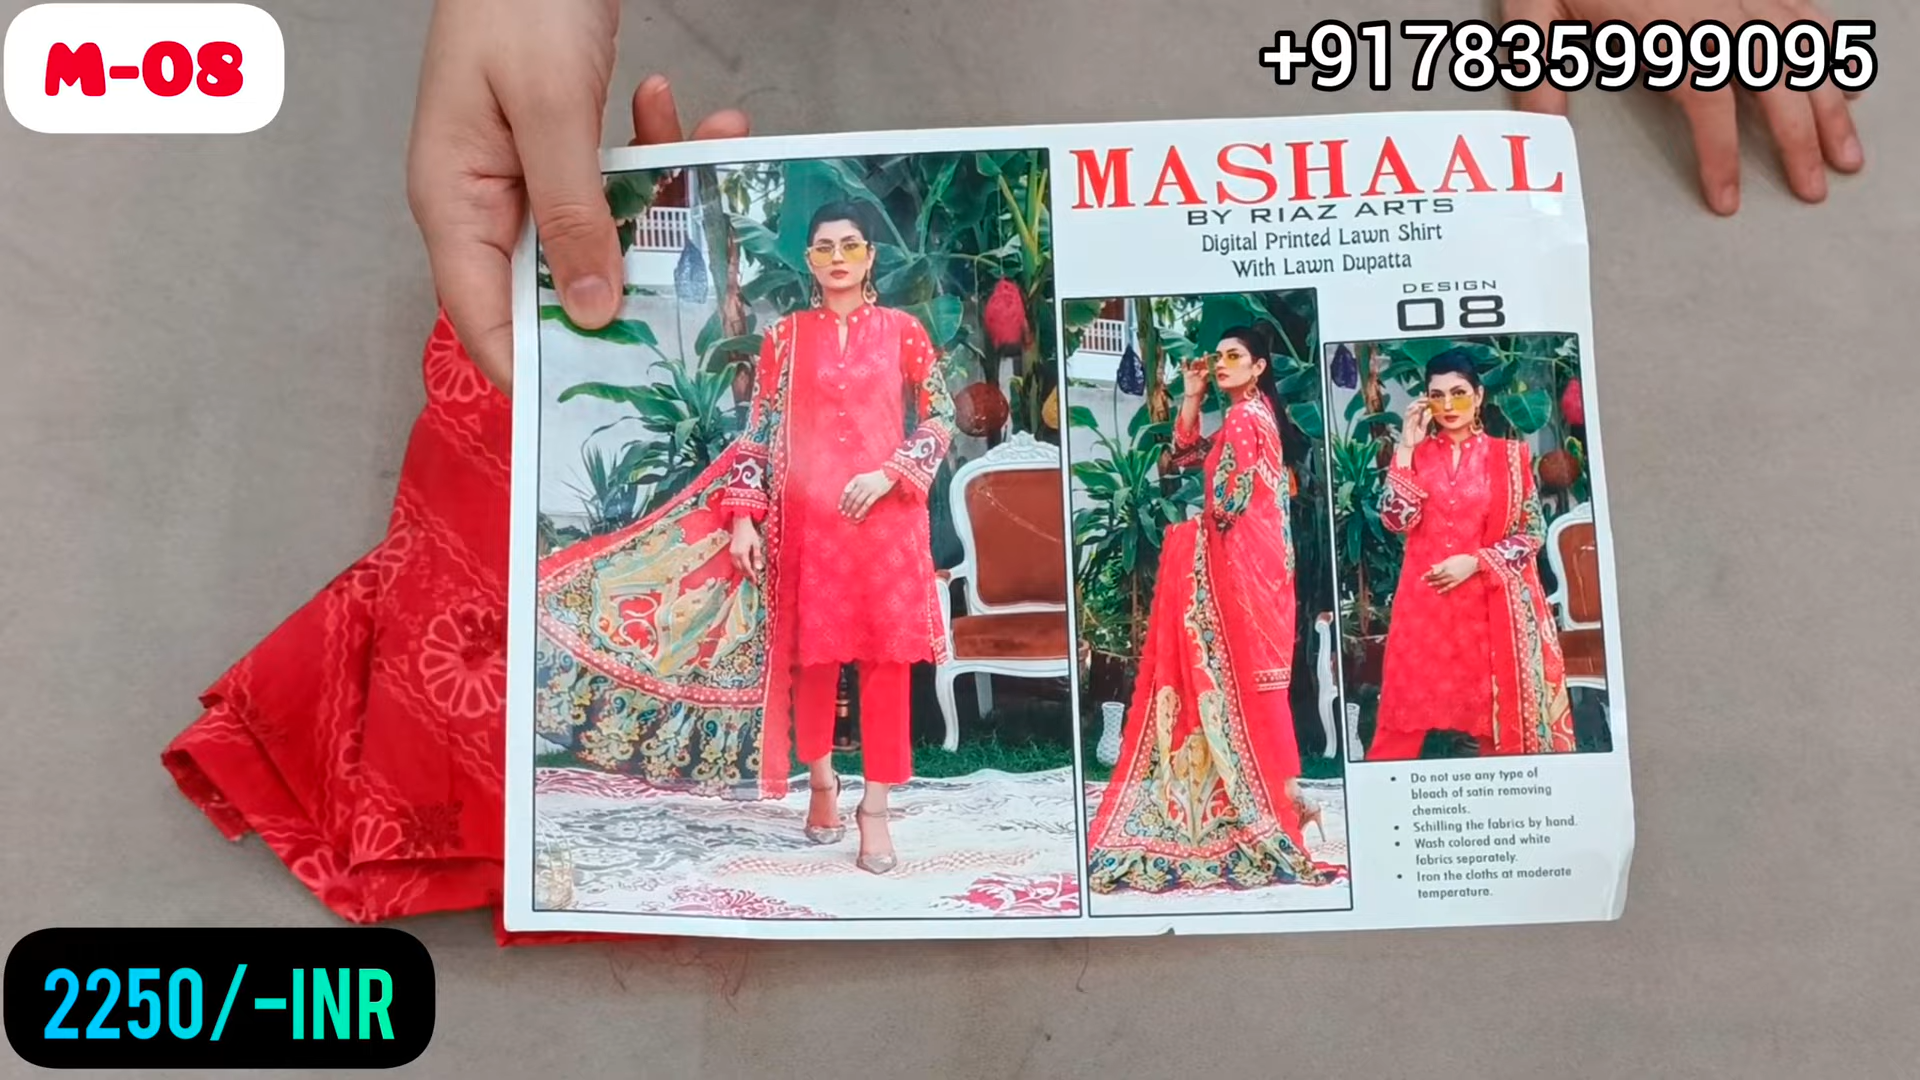 M-08
+917835999095
MASHAAL
BY RIAZ ARTS
Digital Printed Lawn Shirt
With Lawn Dupatta
DESIGN
08
• Do not use any type of
bleach of satin removing
chemicals.
• Schilling the fabrics by hand.
• Wash colored and white
fabrics separately.
• Iron the cloths at moderate
temperature.
2250/-INR